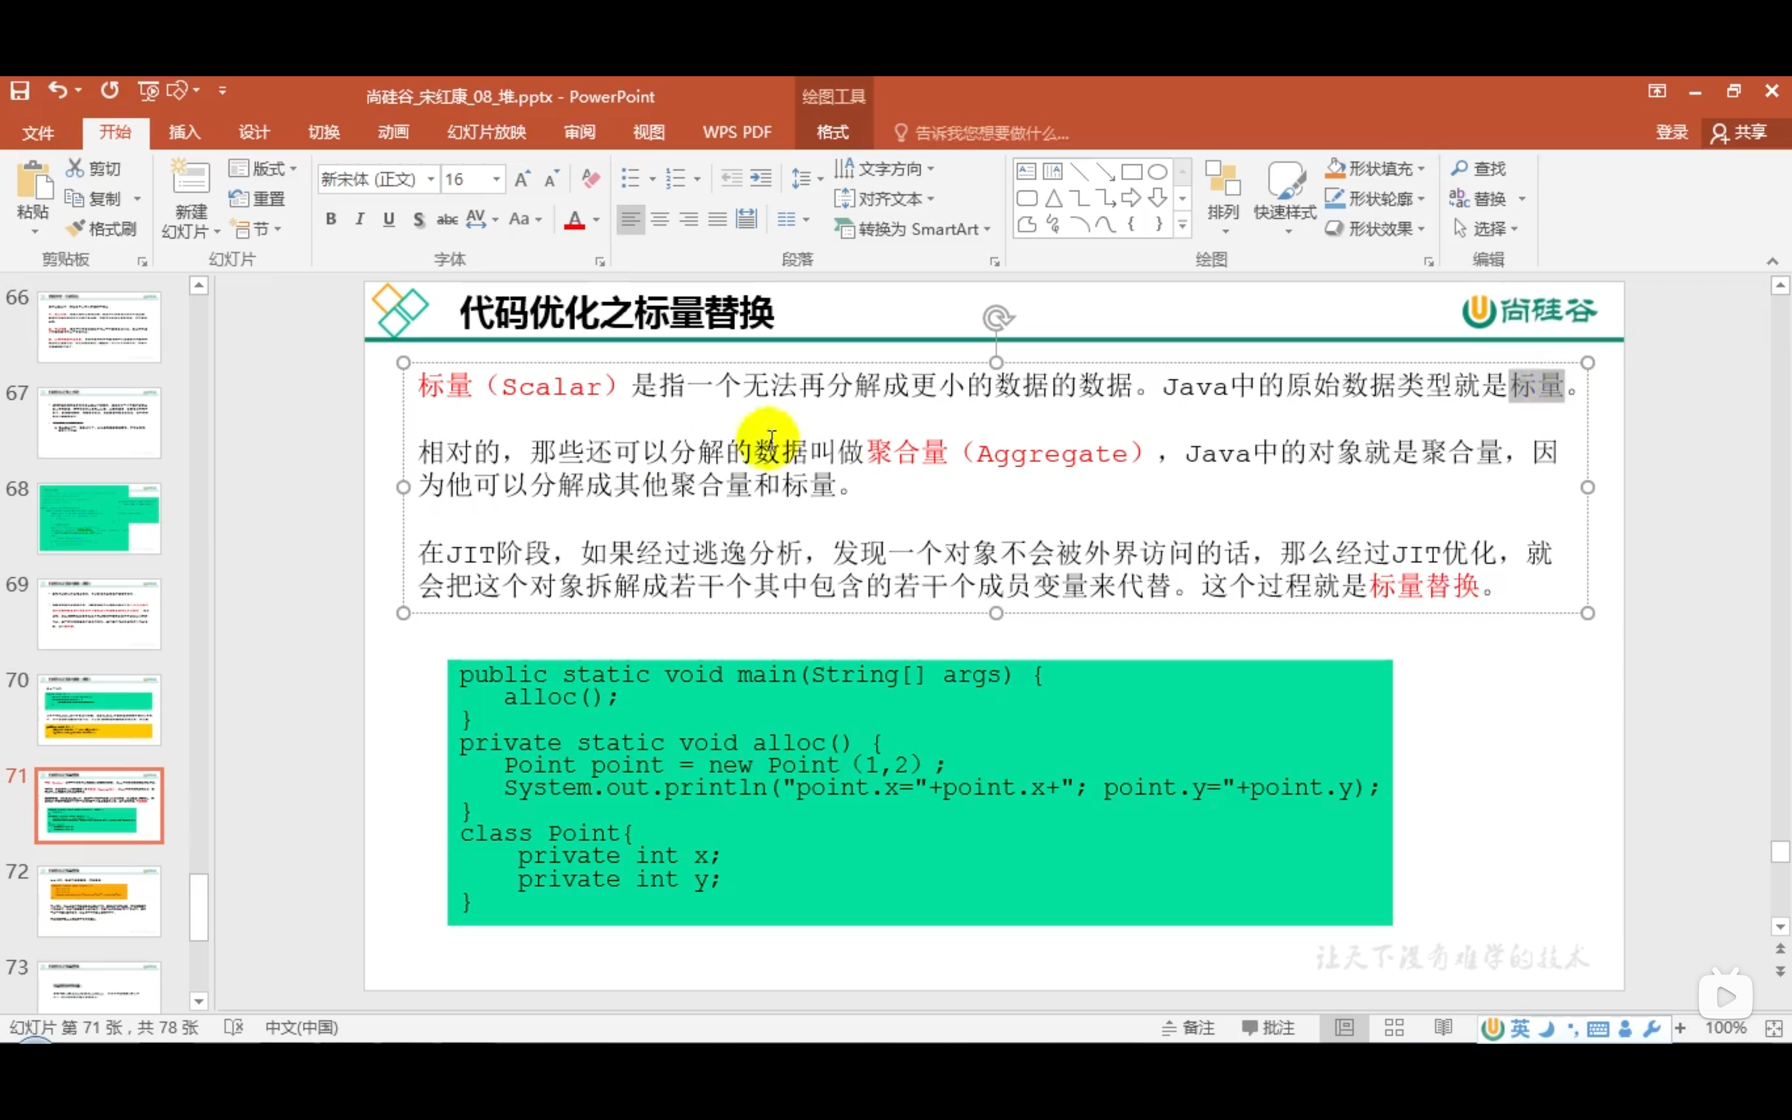 尚硅谷_宋红康_08_堆.pptx - PowerPoint
绘图工具
文件 开始 插入 设计 切换 动画 幻灯片放映 审阅 视图 WPS PDF 格式 告诉我您想要做什么... 登录 共享
粘贴
剪切
复制
格式刷
剪贴板
新建
幻灯片
版式
重置
节
幻灯片
新宋体 (正文) 16
B I U S abc AV Aa A
字体
文字方向
对齐文本
转换为 SmartArt
段落
排列
快速样式
形状填充
形状轮廓
形状效果
绘图
查找
替换
选择
编辑
66
67
68
69
70
71
72
73
代码优化之标量替换
尚硅谷
标量（Scalar）是指一个无法再分解成更小的数据的数据。Java中的原始数据类型就是标量。
相对的，那些还可以分解的数据叫做聚合量（Aggregate），Java中的对象就是聚合量，因
为他可以分解成其他聚合量和标量。
在JIT阶段，如果经过逃逸分析，发现一个对象不会被外界访问的话，那么经过JIT优化，就
会把这个对象拆解成若干个其中包含的若干个成员变量来代替。这个过程就是标量替换。
public static void main(String[] args) {
alloc();
}
private static void alloc() {
Point point = new Point（1,2）;
System.out.println("point.x="+point.x+"; point.y="+point.y);
}
class Point{
private int x;
private int y;
}
让天下没有难学的技术
幻灯片 第 71 张，共 78 张 中文(中国) 备注 批注 英 100%